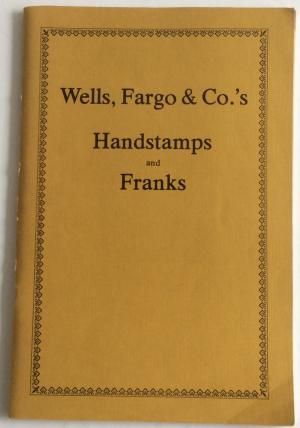 Wells, Fargo & Co.'s
Handstamps
and
Franks